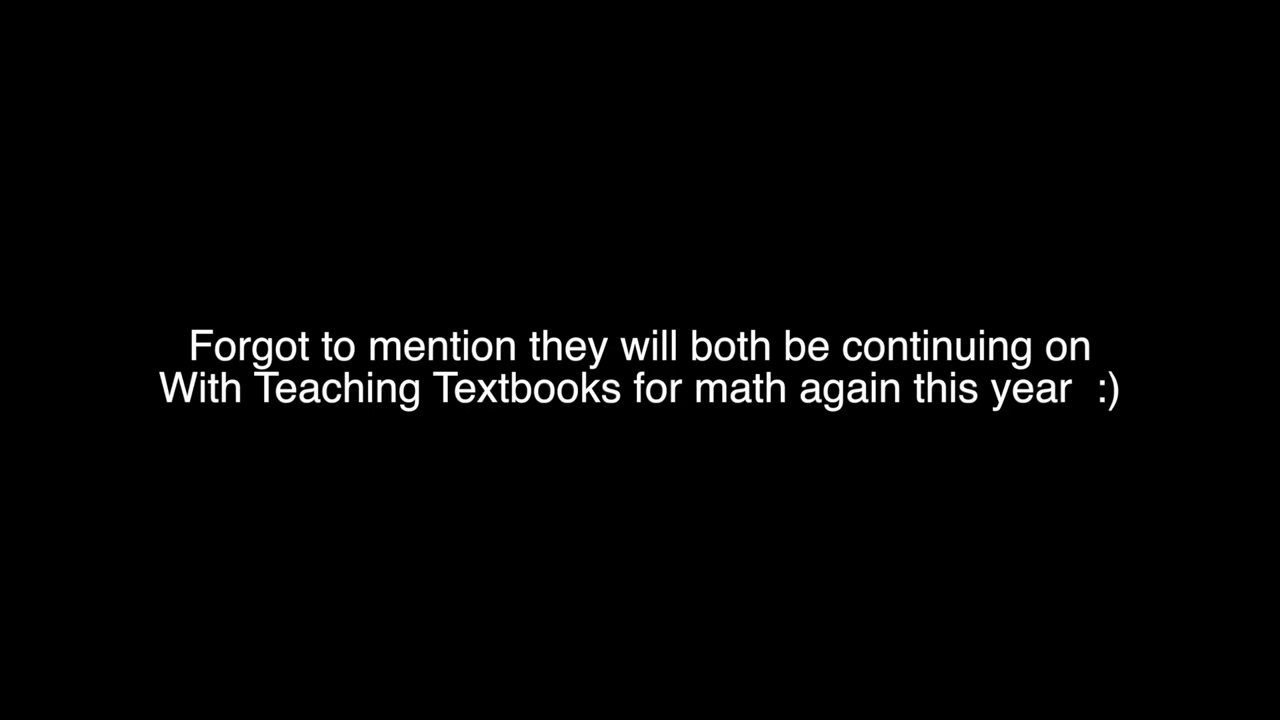 Forgot to mention they will both be continuing on
With Teaching Textbooks for math again this year  :)